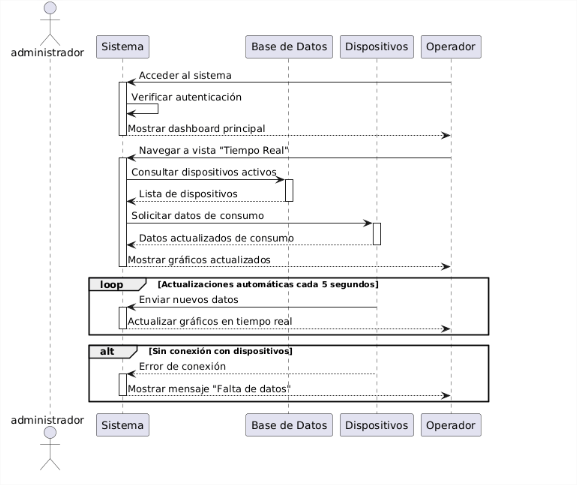 administrador
Sistema
Base de Datos
Dispositivos
Operador
Acceder al sistema
Verificar autenticación
Mostrar dashboard principal
Navegar a vista "Tiempo Real"
Consultar dispositivos activos
Lista de dispositivos
Solicitar datos de consumo
Datos actualizados de consumo
Mostrar gráficos actualizados
loop [Actualizaciones automáticas cada 5 segundos]
Enviar nuevos datos
Actualizar gráficos en tiempo real
alt [Sin conexión con dispositivos]
Error de conexión
Mostrar mensaje "Falta de datos"
administrador
Sistema
Base de Datos
Dispositivos
Operador